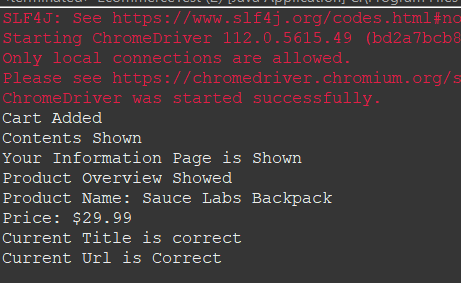 SLF4J: See https://www.slf4j.org/codes.html#no
Starting ChromeDriver 112.0.5615.49 (bd2a7bcb8
Only local connections are allowed.
Please see https://chromedriver.chromium.org/s
ChromeDriver was started successfully.
Cart Added
Contents Shown
Your Information Page is Shown
Product Overview Showed
Product Name: Sauce Labs Backpack
Price: $29.99
Current Title is correct
Current Url is Correct